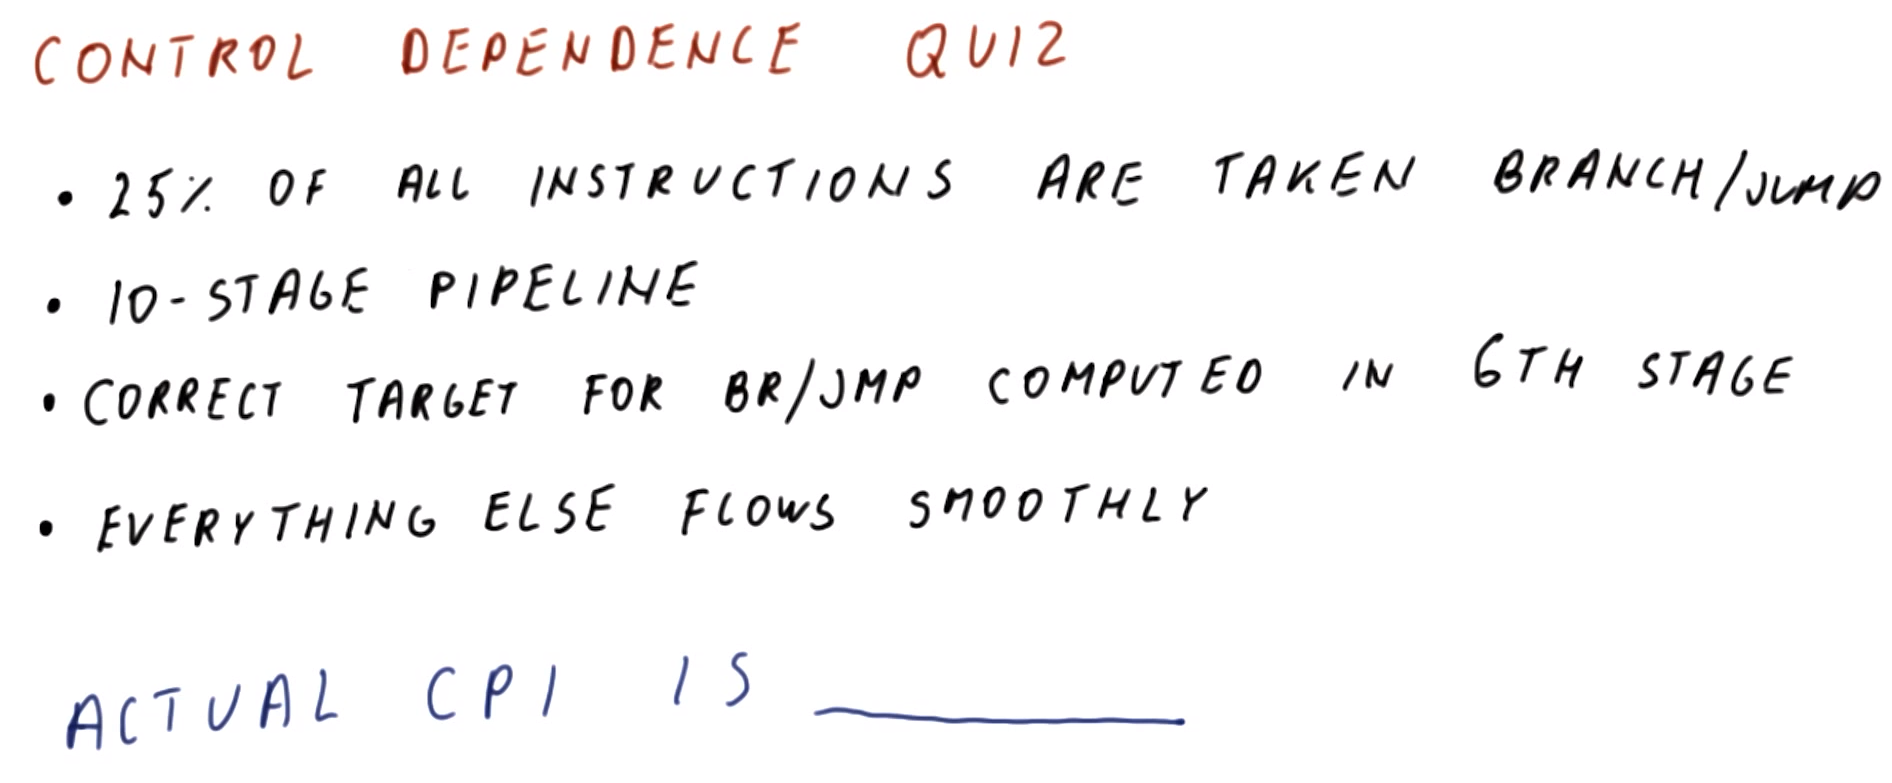 CONTROL DEPENDENCE QUIZ
• 25% OF ALL INSTRUCTIONS ARE TAKEN BRANCH/JUMP
• 10-STAGE PIPELINE
• CORRECT TARGET FOR BR/JMP COMPUTED IN 6TH STAGE
• EVERYTHING ELSE FLOWS SMOOTHLY
ACTUAL CPI IS ________